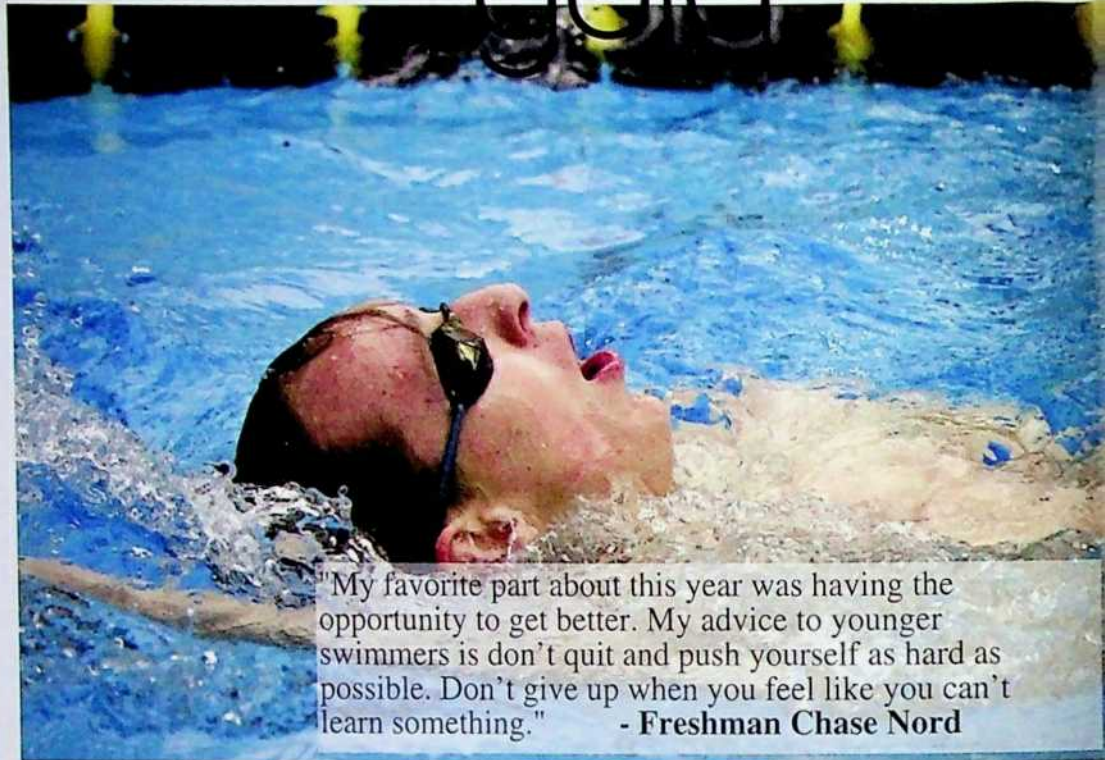 "My favorite part about this year was having the
opportunity to get better. My advice to younger
swimmers is don't quit and push yourself as hard as
possible. Don't give up when you feel like you can't
learn something."        - Freshman Chase Nord